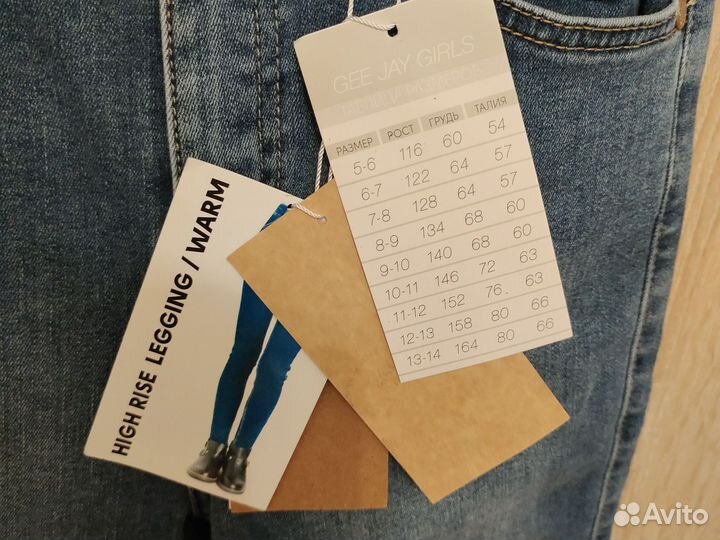 GEE JAY GIRLS
ТАБЛИЦА РАЗМЕРОВ
РАЗМЕР РОСТ ГРУДЬ ТАЛИЯ
5-6 116 60 54
6-7 122 64 57
7-8 128 64 57
8-9 134 68 60
9-10 140 68 60
10-11 146 72 63
11-12 152 76 63
12-13 158 80 66
13-14 164 80 66
HIGH RISE LEGGING / WARM
Avito